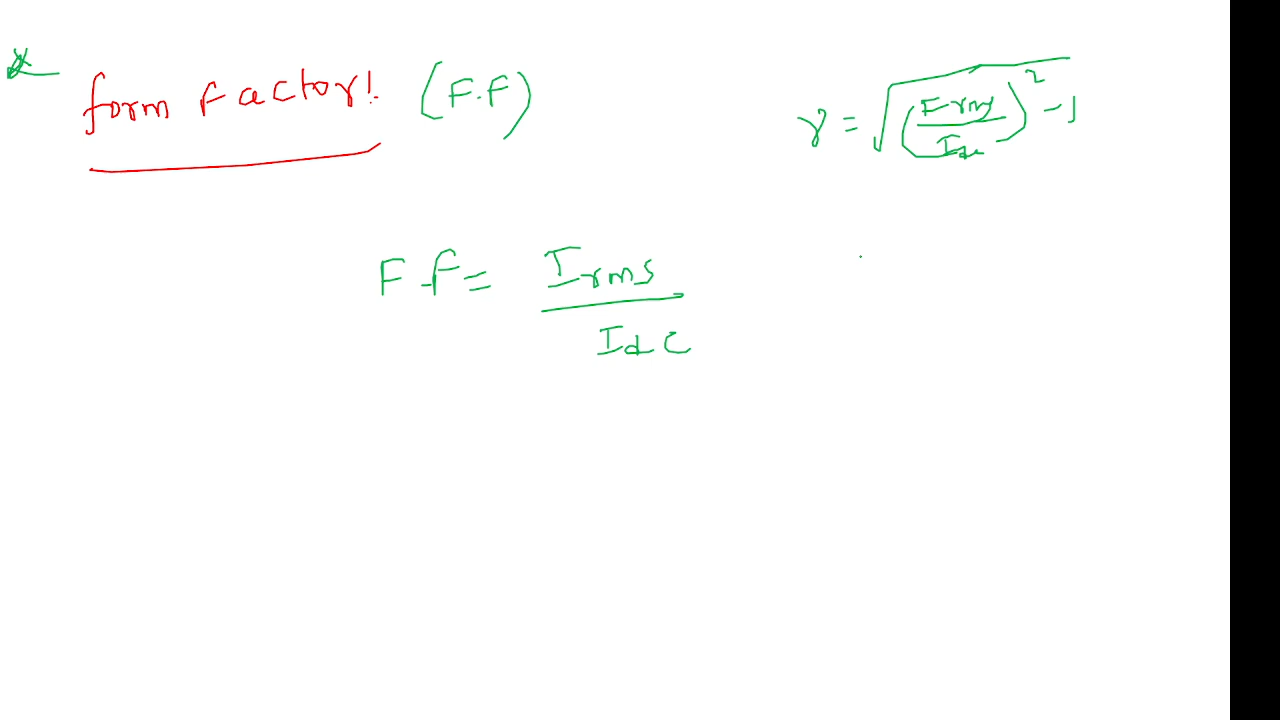 form Factor! (F.F)
γ = √((Irms/Idc)² - 1)
F.F = Irms/Idc